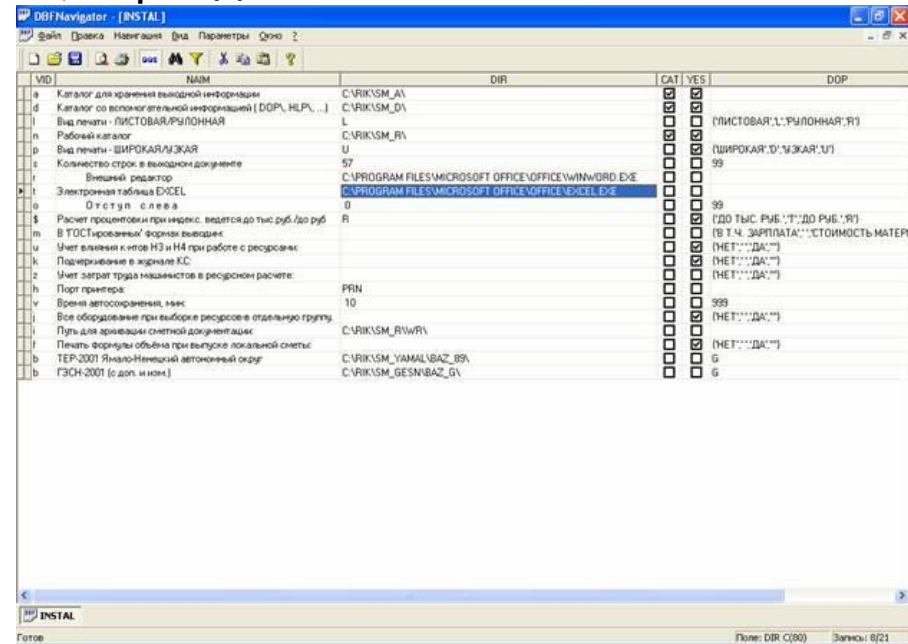 DBFNavigator - [INSTAL]
Файл Правка Навигация Вид Параметры Окно ?
VID NAIM DIR CAT YES DOP
a Каталог для хранения выходной информации C:\RIK\SM_A\
d Каталог со вспомогательной информацией ( DOP\, HLP\, ...) C:\RIK\SM_D\
l Вид печати - ЛИСТОВАЯ/РУЛОННАЯ L ('ЛИСТОВАЯ','L','РУЛОННАЯ','R')
n Рабочий каталог C:\RIK\SM_R\
p Вид печати - ШИРОКАЯ/УЗКАЯ U ('ШИРОКАЯ','D','УЗКАЯ','U')
s Количество строк в выходном документе 57 99
r Внешний редактор C:\PROGRAM FILES\MICROSOFT OFFICE\OFFICE\WINWORD.EXE
t Электронная таблица EXCEL C:\PROGRAM FILES\MICROSOFT OFFICE\OFFICE\EXCEL.EXE
o Отступ слева 0 99
$ Расчет процентовки при индекс. ведется до тыс.руб./до руб R ('ДО ТЫС. РУБ.','T','ДО РУБ.','R')
m В 'ГОСТированных' формах выводим: ('В Т.Ч. ЗАРПЛАТА',' ','СТОИМОСТЬ МАТЕР
u Учет влияния к-нтов Н3 и Н4 при работе с ресурсами: ('НЕТ',' ','ДА','"')
k Подчеркивание в журнале КС: ('НЕТ',' ','ДА','"')
z Учет затрат труда машинистов в ресурсном расчете: ('НЕТ',' ','ДА','"')
h Порт принтера: PRN
v Время автосохранения, мин: 10 999
j Все оборудование при выборке ресурсов-в отдельную группу. ('НЕТ',' ','ДА','"')
i Путь для архивации сметной документации: C:\RIK\SM_R\WR\
f Печать формулы объёма при выпуске локальной сметы: ('НЕТ',' ','ДА','"')
b ТЕР-2001 Ямало-Ненецкий автономный округ C:\RIK\SM_YAMAL\BAZ_89\ G
b ГЭСН-2001 (с доп. и изм.) C:\RIK\SM_GESN\BAZ_G\ G
INSTAL
Готов Поле: DIR C(80) Запись: 8/21